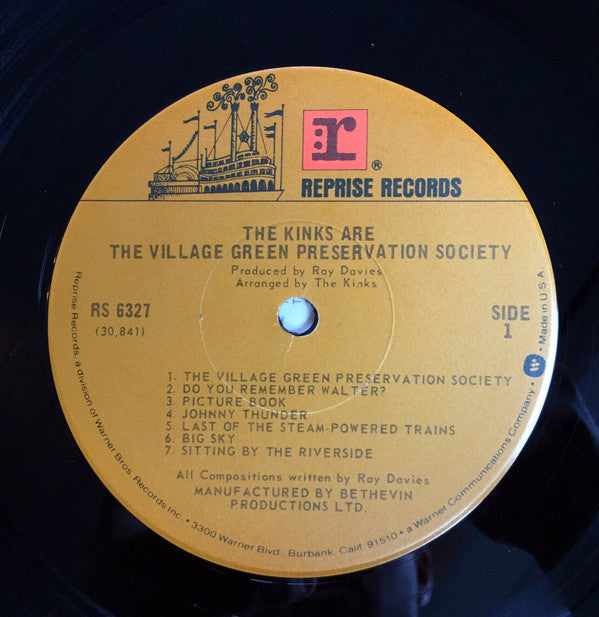 r
®
REPRISE RECORDS
THE KINKS ARE
THE VILLAGE GREEN PRESERVATION SOCIETY
Produced by Ray Davies
Arranged by The Kinks
RS 6327
(30,841)
SIDE
1
1. THE VILLAGE GREEN PRESERVATION SOCIETY
2. DO YOU REMEMBER WALTER?
3. PICTURE BOOK
4 JOHNNY THUNDER
5. LAST OF THE STEAM-POWERED TRAINS
6. BIG SKY
7. SITTING BY THE RIVERSIDE
All Compositions written by Ray Davies
MANUFACTURED BY BETHEVIN
PRODUCTIONS LTD.
Reprise Records, a division of Warner Bros. Records Inc. • 3300 Warner Blvd., Burbank, Calif. 91510 • a Warner Communications Company • W • Made in U.S.A.